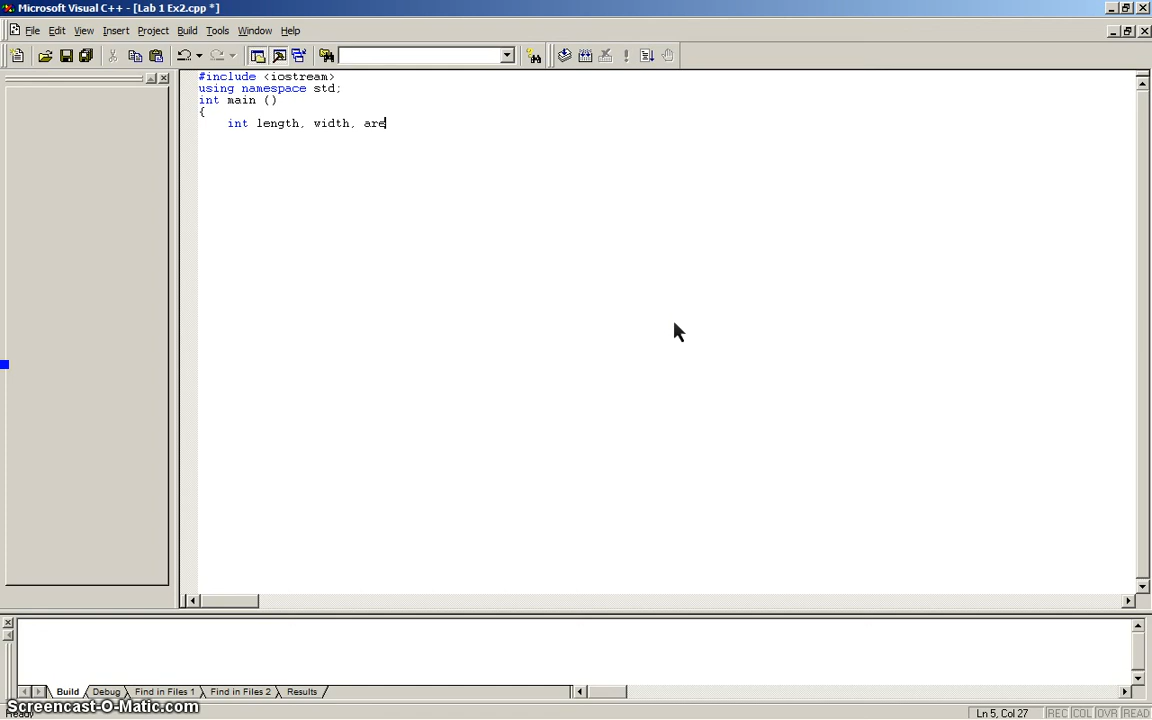 Microsoft Visual C++ - [Lab 1 Ex2.cpp *]
File Edit View Insert Project Build Tools Window Help
#include <iostream>
using namespace std;
int main ()
{
int length, width, are
Build Debug Find in Files 1 Find in Files 2 Results
Screencast-O-Matic.com
Ready Ln 5, Col 27 REC COL OVR READ